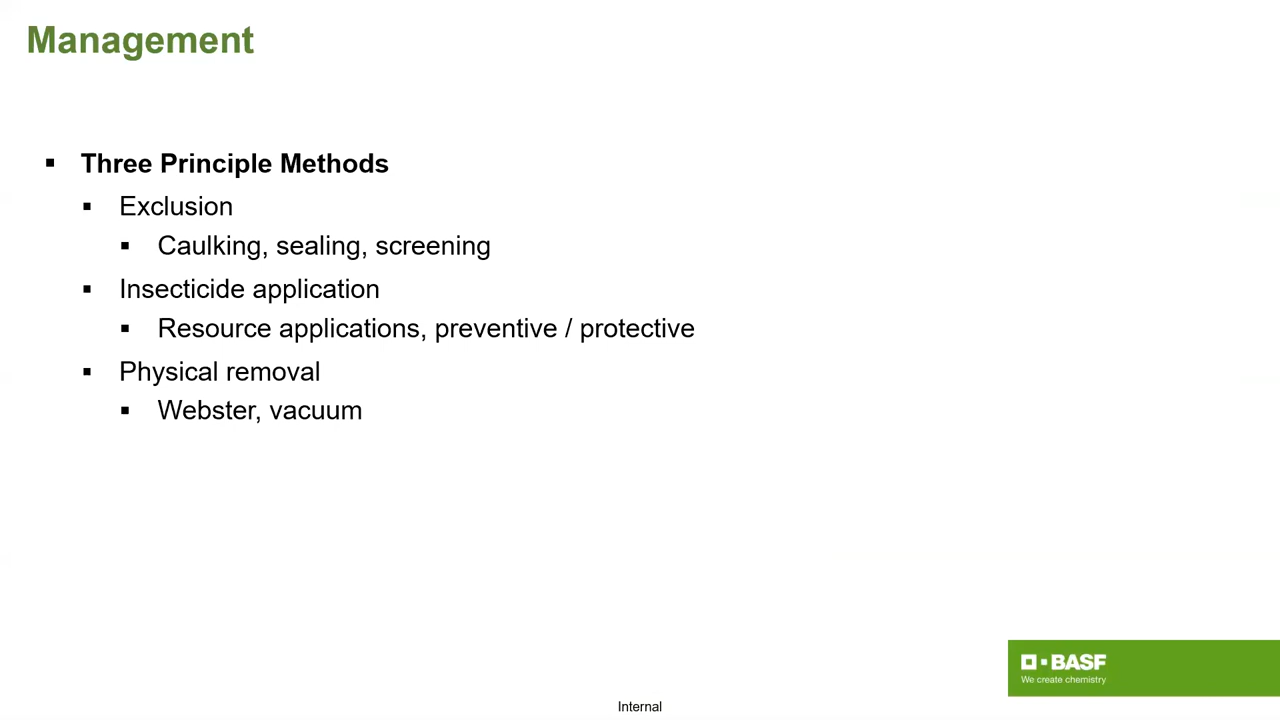 Management
▪ Three Principle Methods
▪ Exclusion
▪ Caulking, sealing, screening
▪ Insecticide application
▪ Resource applications, preventive / protective
▪ Physical removal
▪ Webster, vacuum
BASF
We create chemistry
Internal